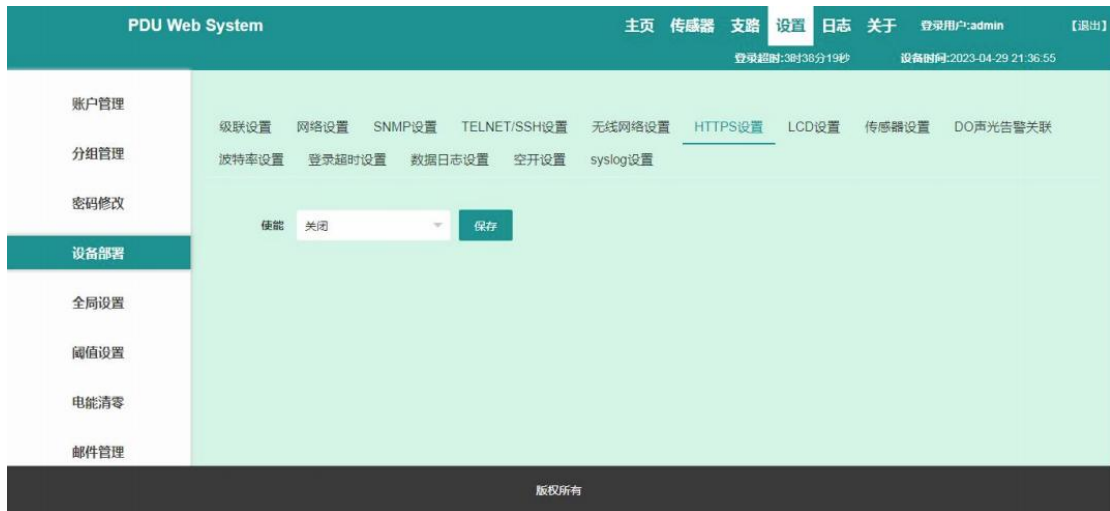 PDU Web System 主页 传感器 支路 设置 日志 关于 登录用户:admin 【退出】
登录超时:3时38分19秒 设备时间:2023-04-29 21:36:55
账户管理
分组管理
密码修改
设备部署
全局设置
阈值设置
电能清零
邮件管理
级联设置 网络设置 SNMP设置 TELNET/SSH设置 无线网络设置 HTTPS设置 LCD设置 传感器设置 DO声光告警关联
波特率设置 登录超时设置 数据日志设置 空开设置 syslog设置
使能 关闭 保存
版权所有